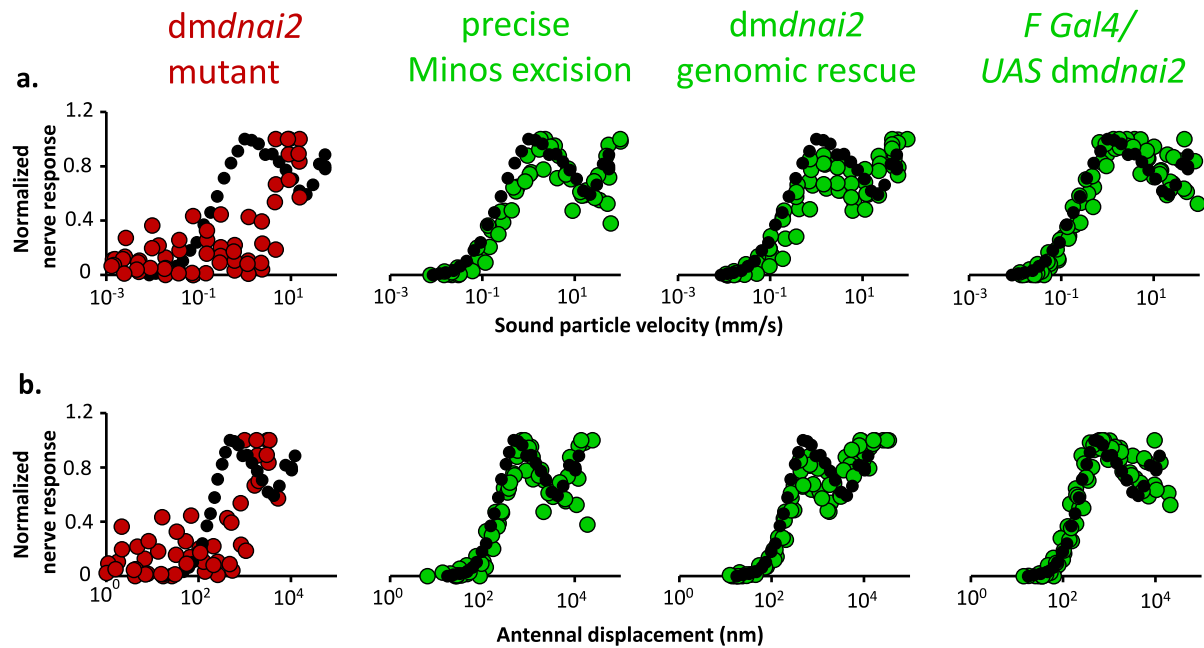 dmdnai2
mutant
precise
Minos excision
dmdnai2
genomic rescue
F Gal4/
UAS dmdnai2
a.
Normalized
nerve response
1.2
0.8
0.4
0
10-3 10-1 101
10-3 10-1 101
10-3 10-1 101
10-3 10-1 101
Sound particle velocity (mm/s)
b.
Normalized
nerve response
1.2
0.8
0.4
0
100 102 104
100 102 104
100 102 104
100 102 104
Antennal displacement (nm)